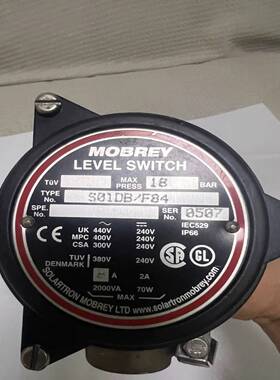 MOBREY
LEVEL SWITCH
TüV MAX PRESS 18 BAR
TYPE No. S01DB/F84
SPE. No. SER No 0507
UK 440V 240V IEC529
MPC 400V 240V IP66
CSA 300V 240V
TUV DENMARK 380V 240V
A 2A
2000VA 70W
MAX
SOLARTRON MOBREY LTD www.solartronmobrey.com
SA
GL